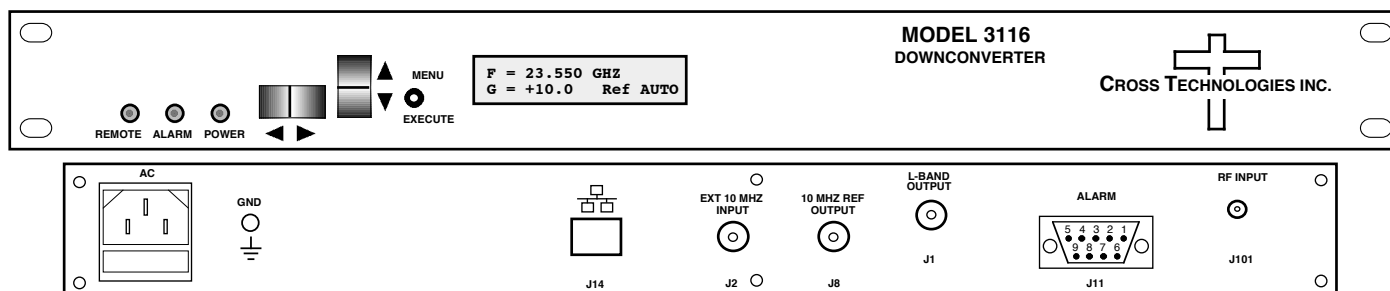 MODEL 3116
DOWNCONVERTER
CROSS TECHNOLOGIES INC.
MENU
EXECUTE
F = 23.550 GHZ
G = +10.0 Ref AUTO
REMOTE ALARM POWER
AC
GND
J14
EXT 10 MHZ
INPUT
J2
10 MHZ REF
OUTPUT
J8
L-BAND
OUTPUT
J1
ALARM
5 4 3 2 1
9 8 7 6
J11
RF INPUT
J101